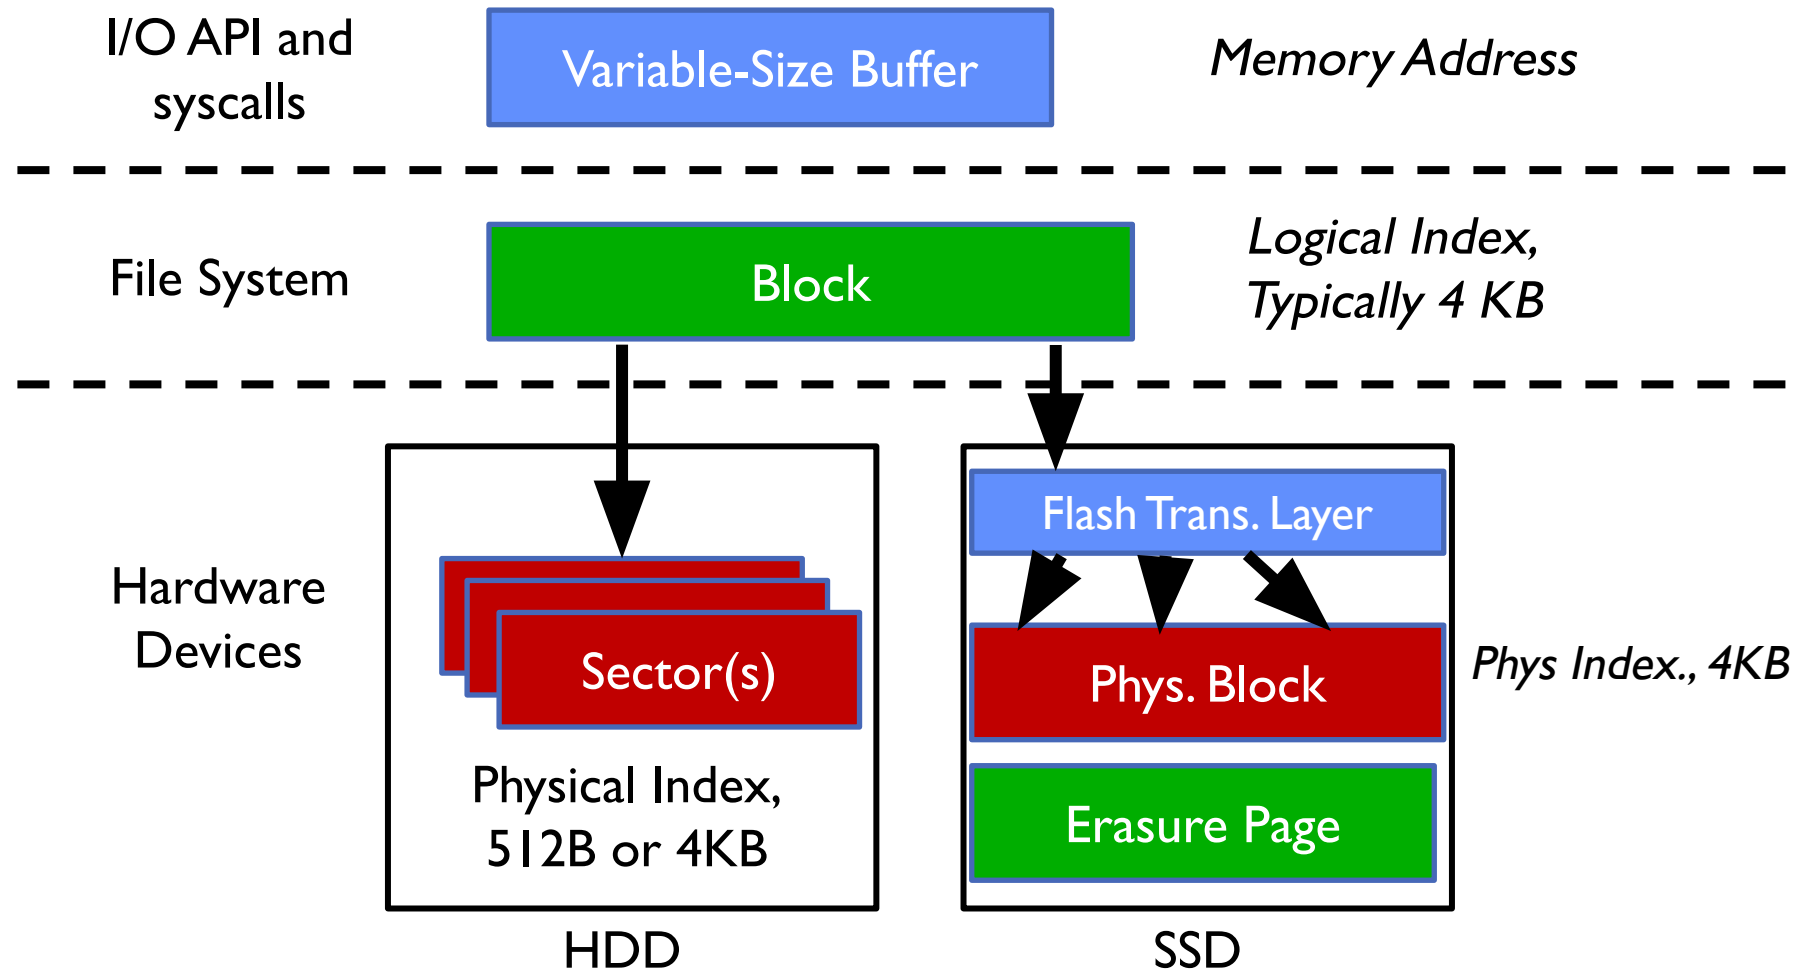 I/O API and
syscalls
Variable-Size Buffer
Memory Address
File System
Block
Logical Index,
Typically 4 KB
Hardware
Devices
Sector(s)
Physical Index,
512B or 4KB
HDD
Flash Trans. Layer
Phys. Block
Erasure Page
SSD
Phys Index., 4KB